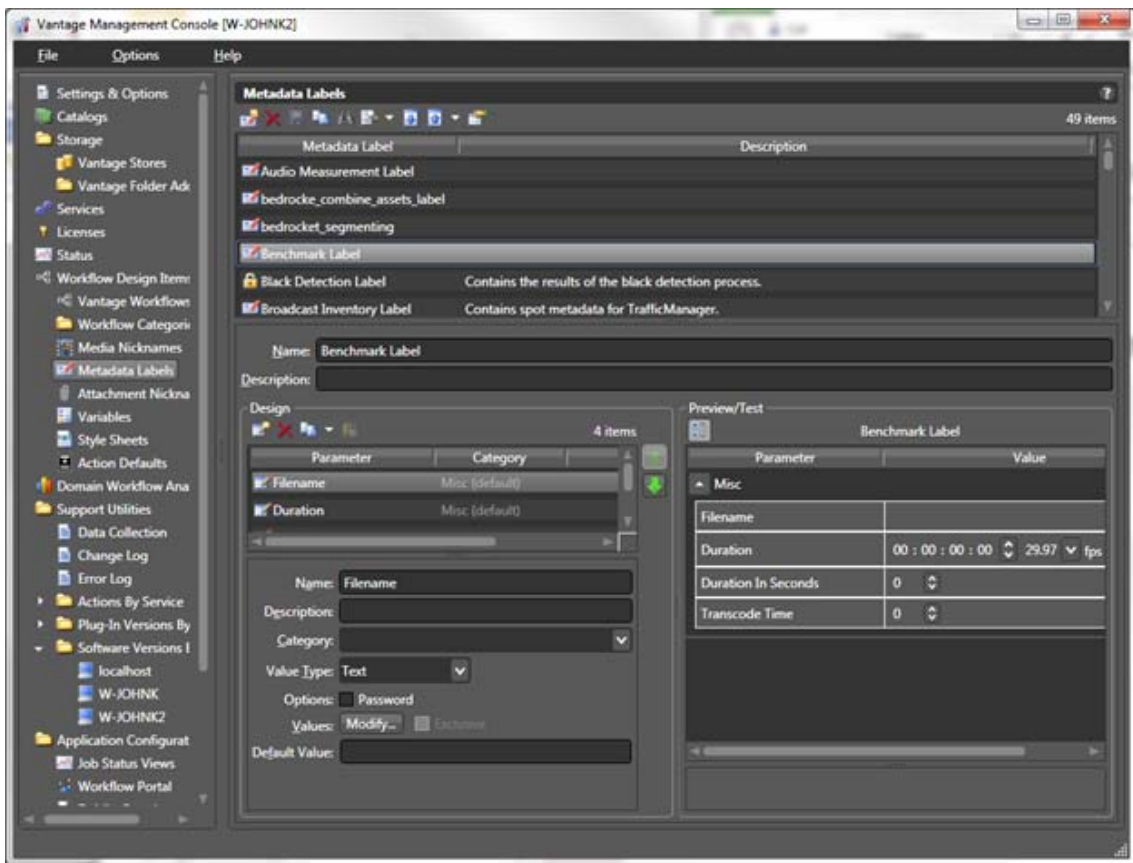 Vantage Management Console [W-JOHNK2]
File Options Help
Settings & Options
Catalogs
Storage
Vantage Stores
Vantage Folder Ad
Services
Licenses
Status
Workflow Design Item
Vantage Workflow
Workflow Categori
Media Nicknames
Metadata Labels
Attachment Nickna
Variables
Style Sheets
Action Defaults
Domain Workflow Ana
Support Utilities
Data Collection
Change Log
Error Log
Actions By Service
Plug-In Versions By
Software Versions
localhost
W-JOHNK
W-JOHNK2
Application Configurat
Job Status Views
Workflow Portal
Metadata Labels ?
49 items
Metadata Label Description
Audio Measurement Label
bedrocke_combine_assets_label
bedrocket_segmenting
Benchmark Label
Black Detection Label Contains the results of the black detection process.
Broadcast Inventory Label Contains spot metadata for TrafficManager.
Name: Benchmark Label
Description:
Design
4 items
Parameter Category
Filename Misc (default)
Duration Misc (default)
Name: Filename
Description:
Category:
Value Type: Text
Options: Password
Values: Modify... Exclusive
Default Value:
Preview/Test
Benchmark Label
Parameter Value
Misc
Filename
Duration 00 : 00 : 00 : 00 29.97 fps
Duration In Seconds 0
Transcode Time 0